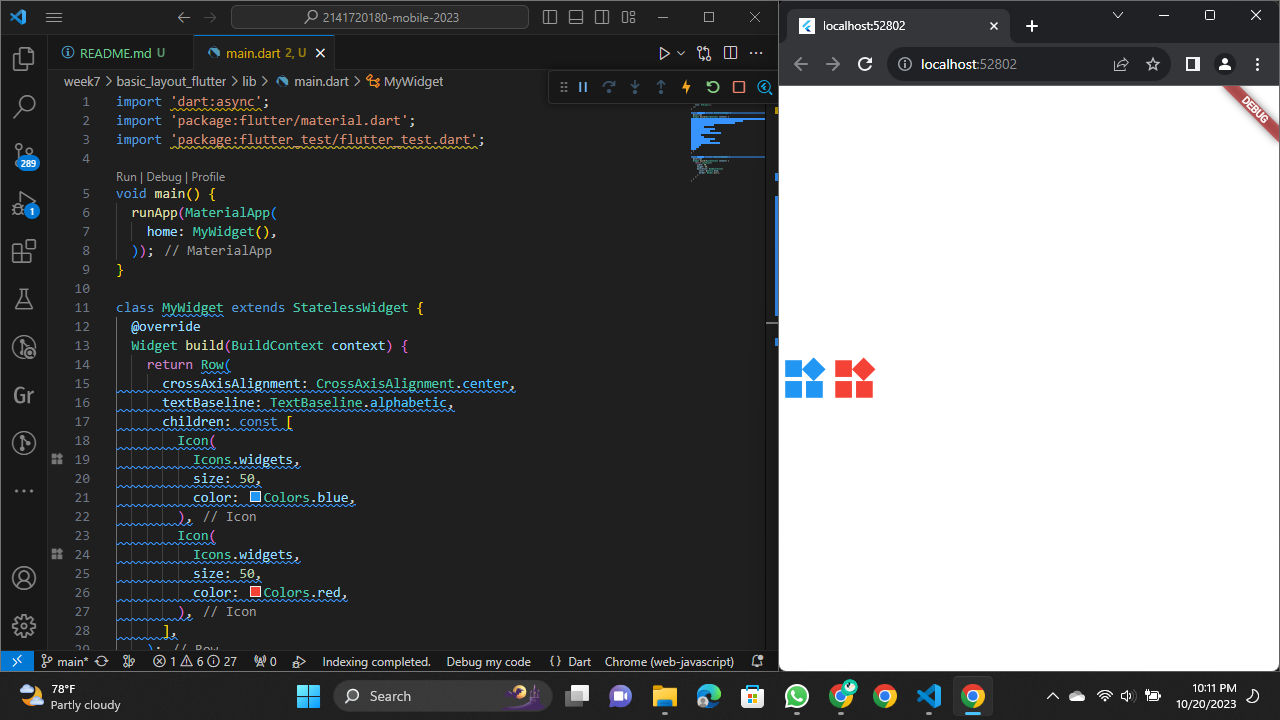 2141720180-mobile-2023
README.md U
main.dart 2, U
week7 > basic_layout_flutter > lib > main.dart > MyWidget
1 import 'dart:async';
2 import 'package:flutter/material.dart';
3 import 'package:flutter_test/flutter_test.dart';
4
Run | Debug | Profile
5 void main() {
6 runApp(MaterialApp(
7 home: MyWidget(),
8 )); // MaterialApp
9 }
10
11 class MyWidget extends StatelessWidget {
12 @override
13 Widget build(BuildContext context) {
14 return Row(
15 crossAxisAlignment: CrossAxisAlignment.center,
16 textBaseline: TextBaseline.alphabetic,
17 children: const [
18 Icon(
19 Icons.widgets,
20 size: 50,
21 color: Colors.blue,
22 ), // Icon
23 Icon(
24 Icons.widgets,
25 size: 50,
26 color: Colors.red,
27 ), // Icon
28 ],
29 ); // Row
289
1
Gr
main*
1 6 27
0
Indexing completed.
Debug my code
{ } Dart
Chrome (web-javascript)
localhost:52802
localhost:52802
DEBUG
78°F
Partly cloudy
Search
10:11 PM
10/20/2023